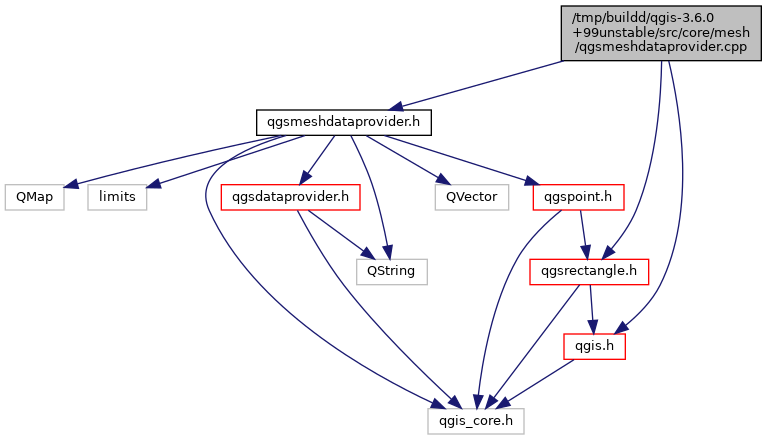 /tmp/buildd/qgis-3.6.0
+99unstable/src/core/mesh
/qgsmeshdataprovider.cpp
qgsmeshdataprovider.h
QMap
limits
qgsdataprovider.h
QVector
qgspoint.h
QString
qgsrectangle.h
qgis.h
qgis_core.h